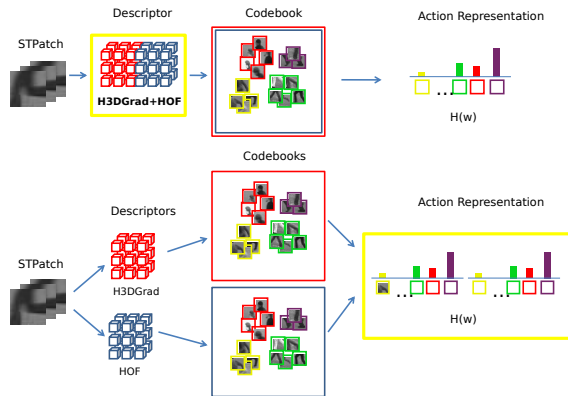 Descriptor
Codebook
Action Representation
STPatch
H3DGrad+HOF
...
H(w)
Codebooks
Descriptors
Action Representation
STPatch
H3DGrad
... ...
H(w)
HOF